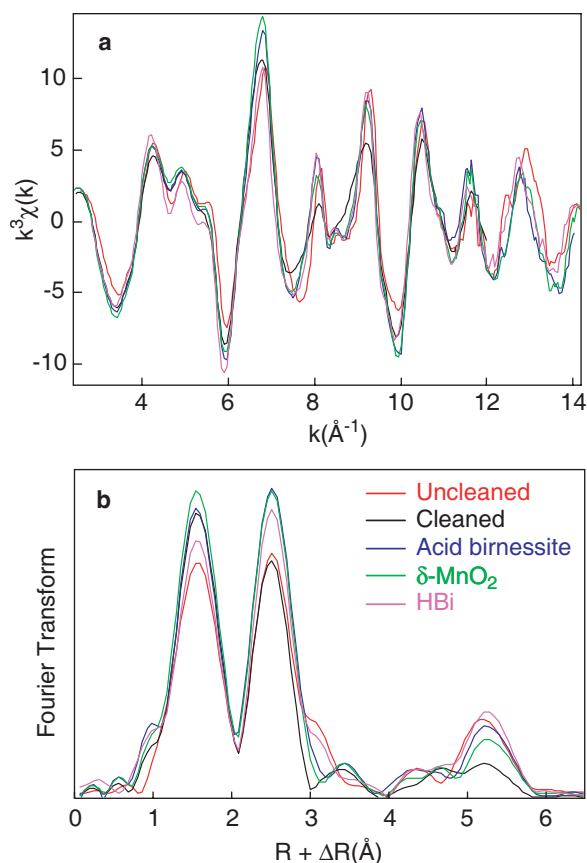 a
10
5
0
-5
-10
k³χ(k)
4 6 8 10 12 14
k(Å⁻¹)
b
Uncleaned
Cleaned
Acid birnessite
δ-MnO₂
HBi
Fourier Transform
0 1 2 3 4 5 6
R + ΔR(Å)